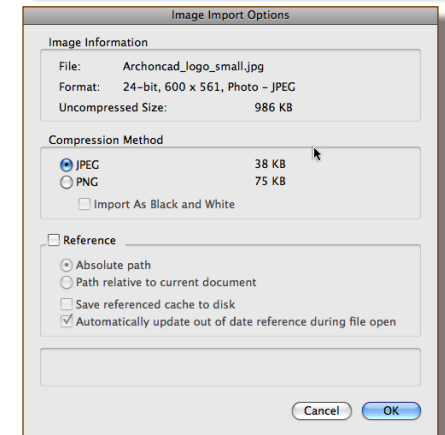 Image Import Options
Image Information
File: Archoncad_logo_small.jpg
Format: 24-bit, 600 x 561, Photo - JPEG
Uncompressed Size: 986 KB
Compression Method
JPEG 38 KB
PNG 75 KB
Import As Black and White
Reference
Absolute path
Path relative to current document
Save referenced cache to disk
Automatically update out of date reference during file open
Cancel OK